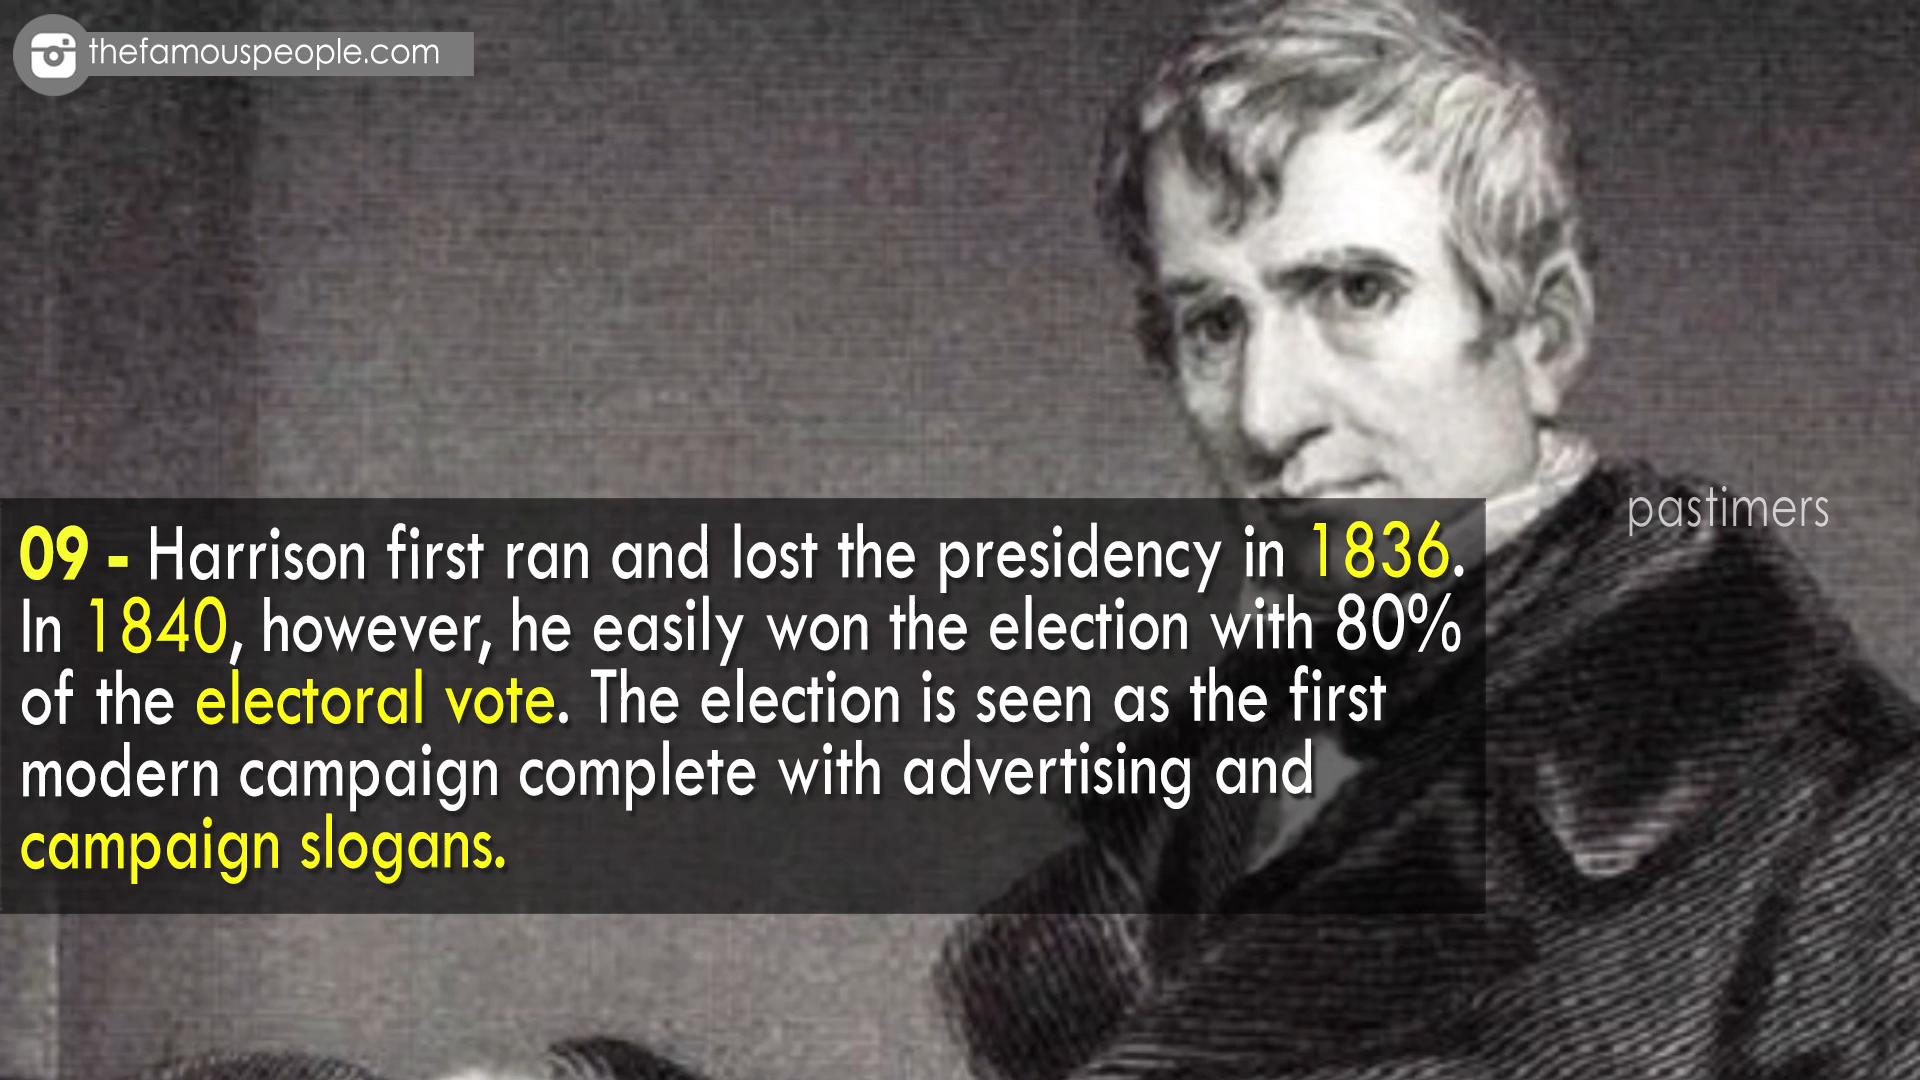 thefamouspeople.com
pastimers
09 - Harrison first ran and lost the presidency in 1836.
In 1840, however, he easily won the election with 80%
of the electoral vote. The election is seen as the first
modern campaign complete with advertising and
campaign slogans.